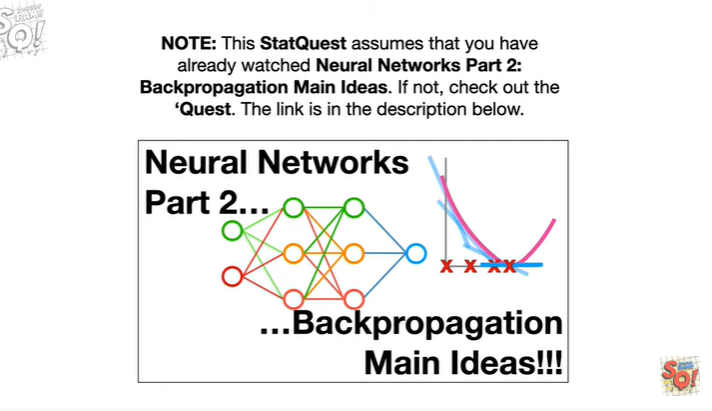 NOTE: This StatQuest assumes that you have
already watched Neural Networks Part 2:
Backpropagation Main Ideas. If not, check out the
‘Quest. The link is in the description below.
Neural Networks
Part 2...
X X X X
...Backpropagation
Main Ideas!!!
SQ!